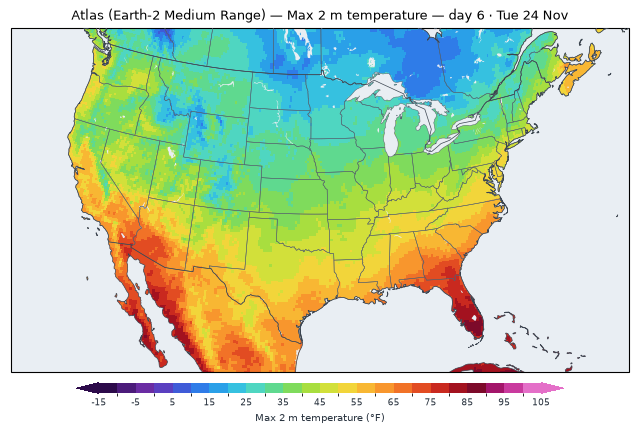 Atlas (Earth-2 Medium Range) — Max 2 m temperature — day 6 · Tue 24 Nov
-15 -5 5 15 25 35 45 55 65 75 85 95 105
Max 2 m temperature (°F)